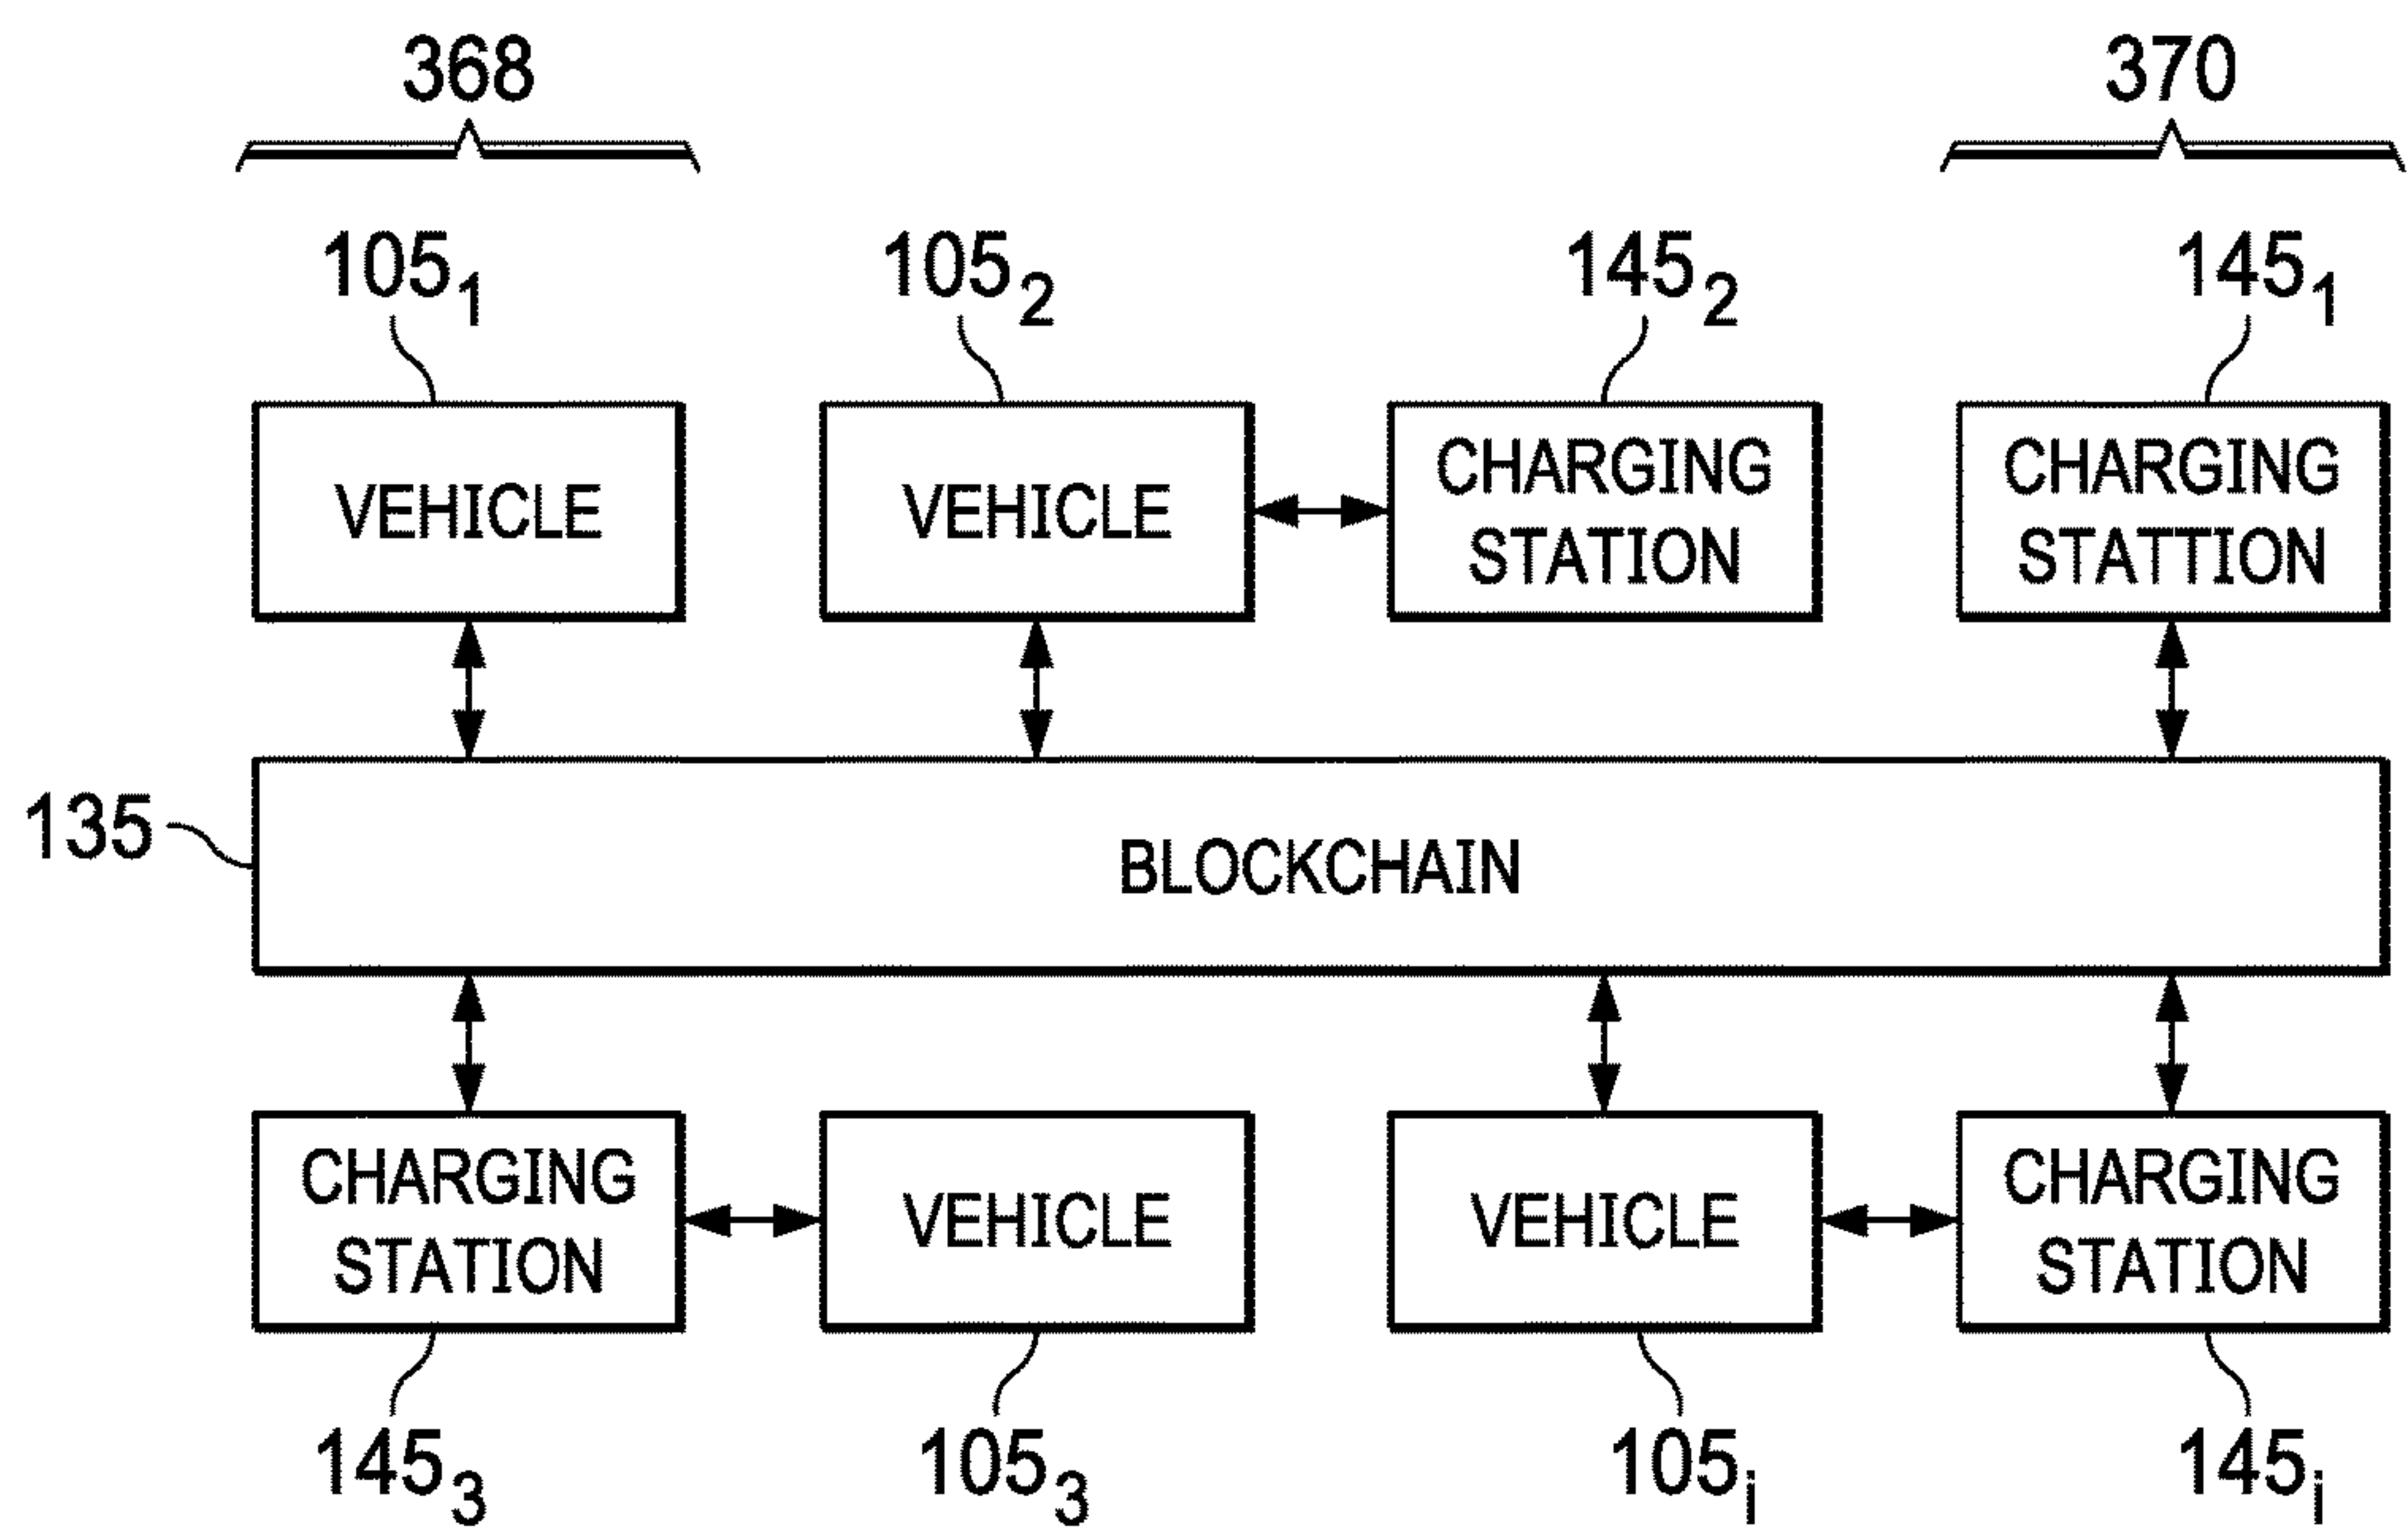 368 370
105₁ 105₂ 145₂ 145₁
VEHICLE VEHICLE CHARGING STATION CHARGING STATTION
135 BLOCKCHAIN
CHARGING STATION VEHICLE VEHICLE CHARGING STATION
145₃ 105₃ 105ᵢ 145ᵢ